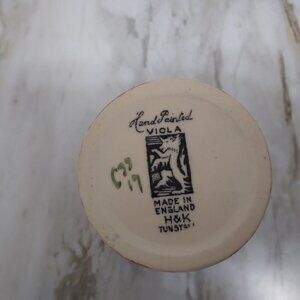 Hand Painted
VIOLA
MADE IN
ENGLAND
H&K
TUNSTALL